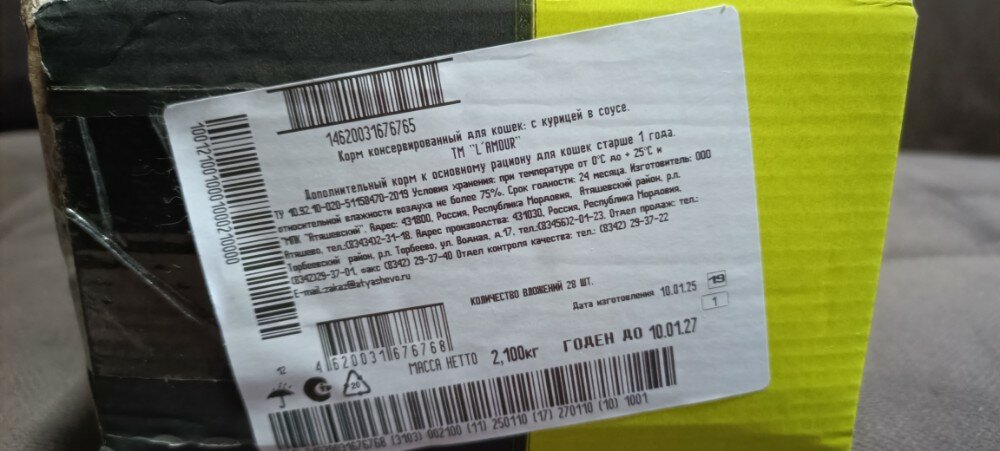 14620031676765
Корм консервированный для кошек: с курицей в соусе.
ТМ "L'AMOUR"
Дополнительный корм к основному рациону для кошек старше 1 года.
ТУ 10.92.10-020-51158470-2019 Условия хранения: при температуре от 0°С до + 25°С и
относительной влажности воздуха не более 75%. Срок годности: 24 месяца. Изготовитель: ООО
"МПК "Атяшевский". Адрес: 431800, Россия, Республика Мордовия, Атяшевский район, р.п.
Атяшево, тел.:(83434)2-31-18. Адрес производства: 431030, Россия, Республика Мордовия,
Торбеевский район, р.п. Торбеево, ул. Водная, д.17, тел.:(83456)2-01-23. Отдел продаж: тел.:
(8342)29-37-01, факс (8342) 29-37-40 Отдел контроля качества: тел.: (8342) 29-37-22
E-mail:zakaz@atyashevo.ru
КОЛИЧЕСТВО ВЛОЖЕНИЙ 28 ШТ.
Дата изготовления 10.01.25
19
1
12
4 620031 676768
МАССА НЕТТО 2,100кг ГОДЕН ДО 10.01.27
20
(3103) 002100 (11) 250110 (17) 270110 (10) 1001